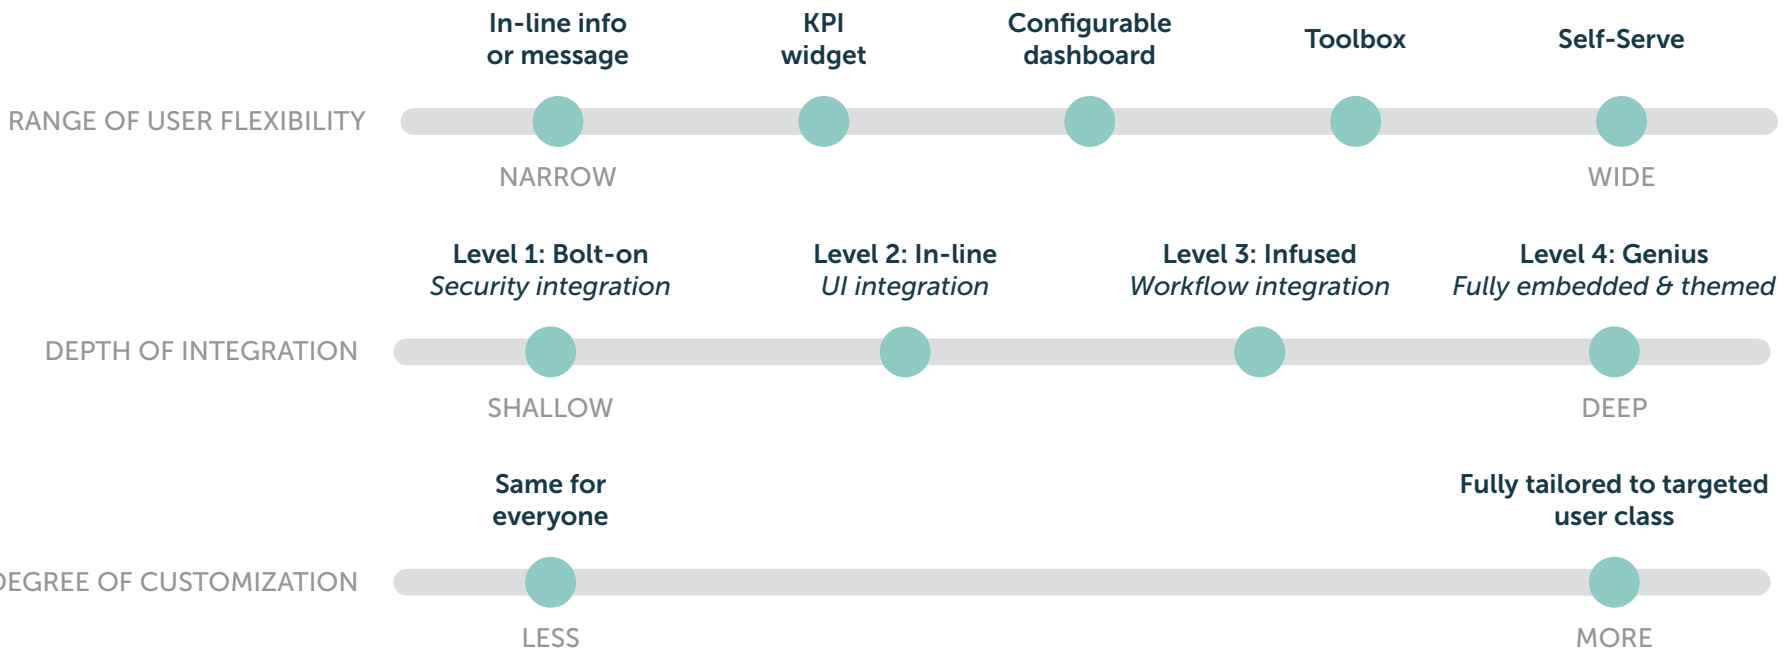 In-line info
or message
KPI
widget
Configurable
dashboard
Toolbox
Self-Serve
RANGE OF USER FLEXIBILITY
NARROW
WIDE
Level 1: Bolt-on
Security integration
Level 2: In-line
UI integration
Level 3: Infused
Workflow integration
Level 4: Genius
Fully embedded & themed
DEPTH OF INTEGRATION
SHALLOW
DEEP
Same for
everyone
Fully tailored to targeted
user class
DEGREE OF CUSTOMIZATION
LESS
MORE